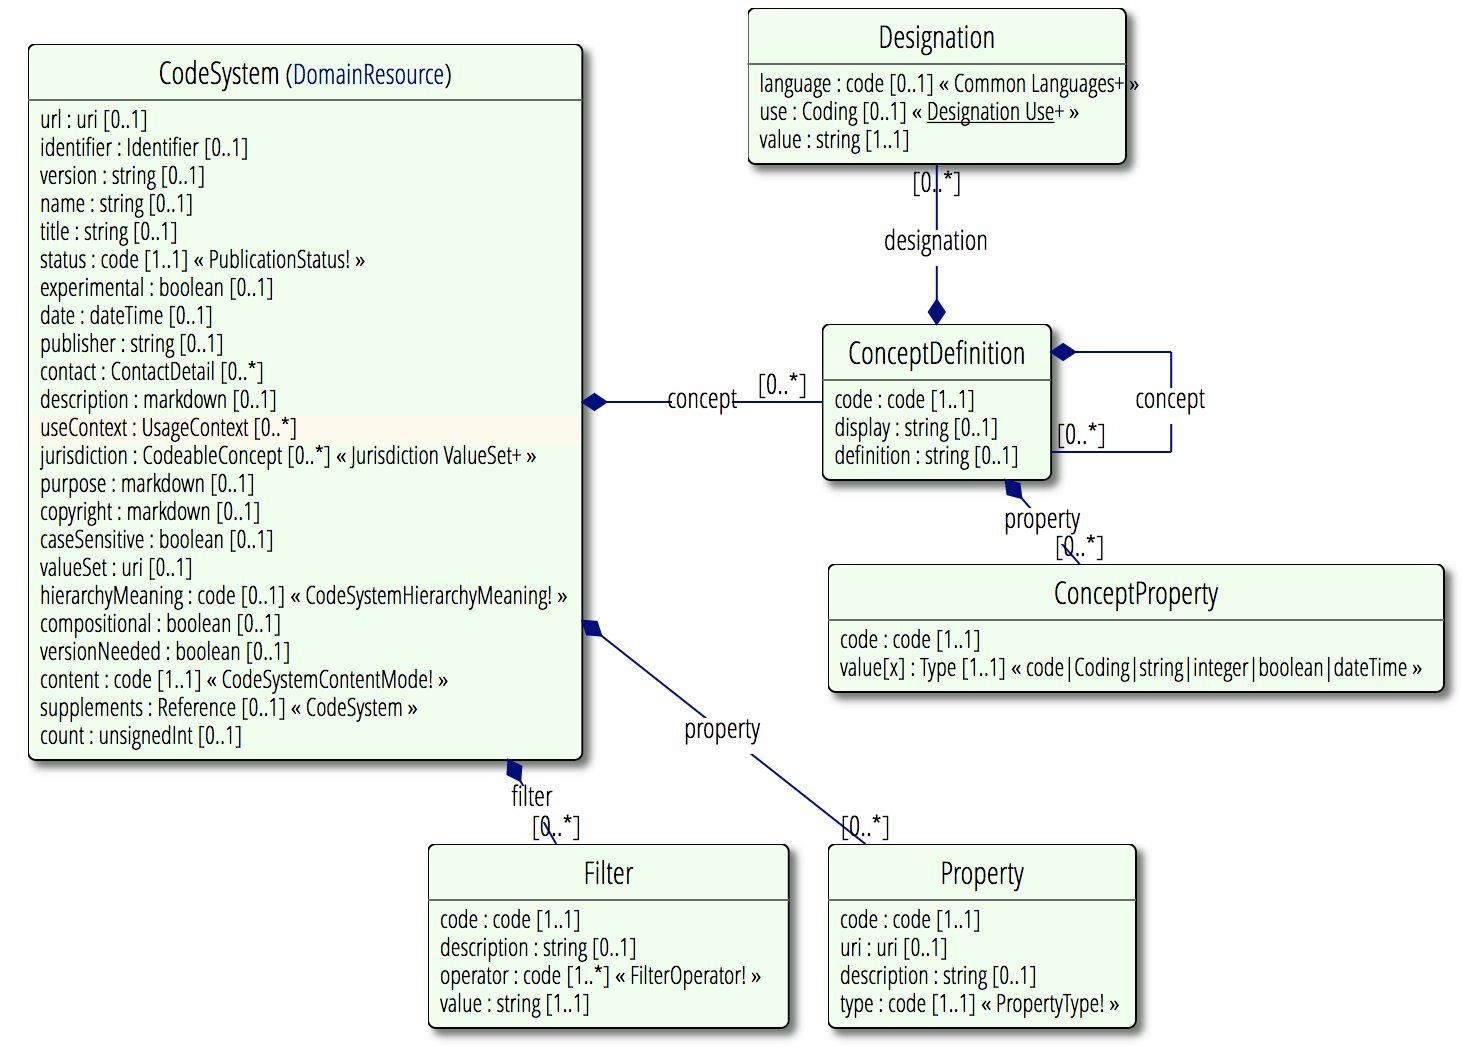 CodeSystem (DomainResource)
url : uri [0..1]
identifier : Identifier [0..1]
version : string [0..1]
name : string [0..1]
title : string [0..1]
status : code [1..1] « PublicationStatus! »
experimental : boolean [0..1]
date : dateTime [0..1]
publisher : string [0..1]
contact : ContactDetail [0..*]
description : markdown [0..1]
useContext : UsageContext [0..*]
jurisdiction : CodeableConcept [0..*] « Jurisdiction ValueSet+ »
purpose : markdown [0..1]
copyright : markdown [0..1]
caseSensitive : boolean [0..1]
valueSet : uri [0..1]
hierarchyMeaning : code [0..1] « CodeSystemHierarchyMeaning! »
compositional : boolean [0..1]
versionNeeded : boolean [0..1]
content : code [1..1] « CodeSystemContentMode! »
supplements : Reference [0..1] « CodeSystem »
count : unsignedInt [0..1]
Designation
language : code [0..1] « Common Languages+ »
use : Coding [0..1] « Designation Use+ »
value : string [1..1]
[0..*]
designation
ConceptDefinition
code : code [1..1]
display : string [0..1]
definition : string [0..1]
concept
[0..*]
concept
[0..*]
property
[0..*]
ConceptProperty
code : code [1..1]
value[x] : Type [1..1] « code|Coding|string|integer|boolean|dateTime »
property
[0..*]
filter
[0..*]
Filter
code : code [1..1]
description : string [0..1]
operator : code [1..*] « FilterOperator! »
value : string [1..1]
Property
code : code [1..1]
uri : uri [0..1]
description : string [0..1]
type : code [1..1] « PropertyType! »